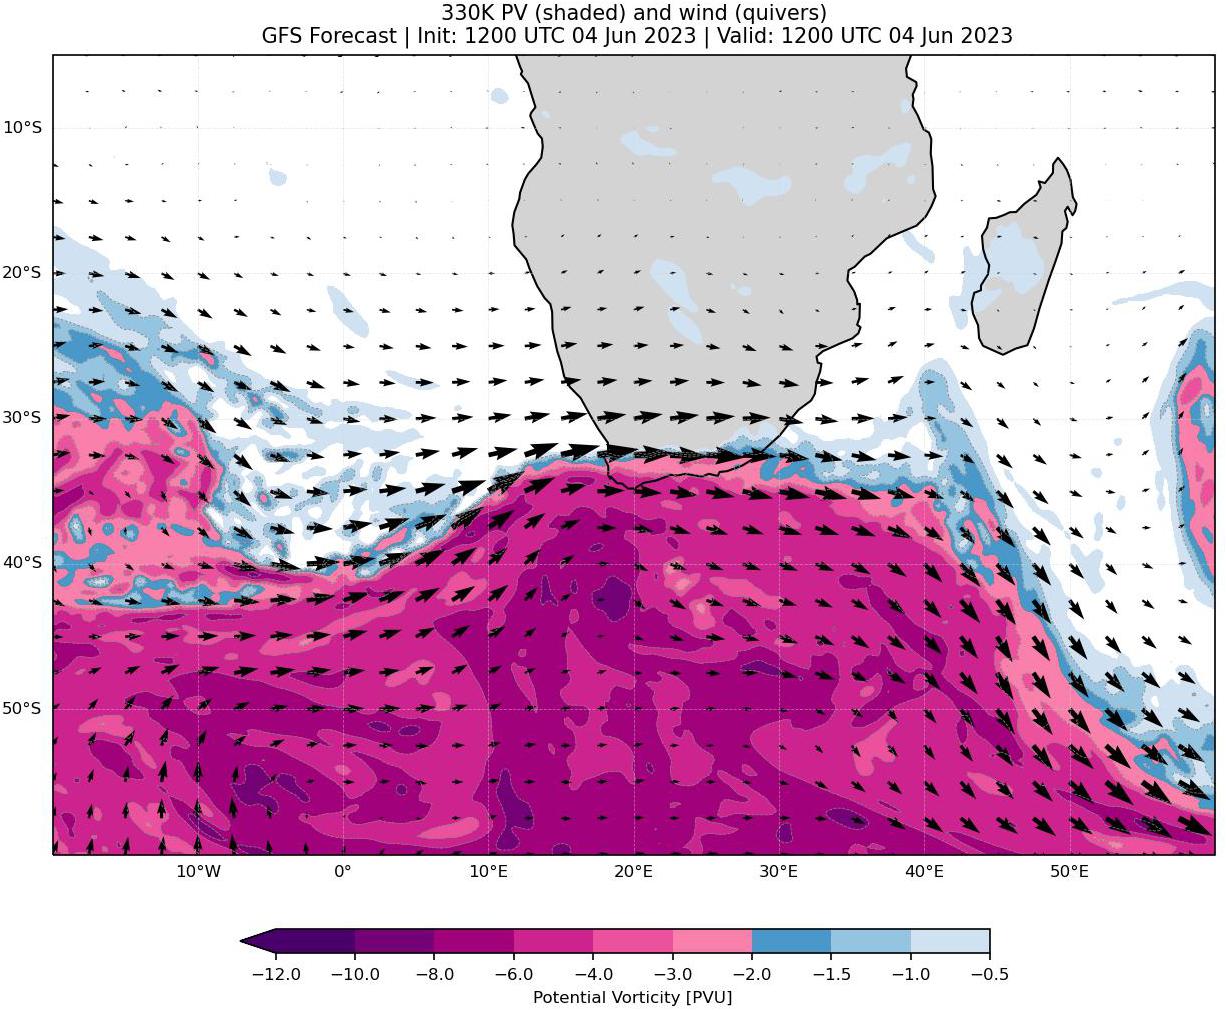 330K PV (shaded) and wind (quivers)
GFS Forecast | Init: 1200 UTC 04 Jun 2023 | Valid: 1200 UTC 04 Jun 2023
10°S
20°S
30°S
40°S
50°S
10°W 0° 10°E 20°E 30°E 40°E 50°E
−12.0 −10.0 −8.0 −6.0 −4.0 −3.0 −2.0 −1.5 −1.0 −0.5
Potential Vorticity [PVU]